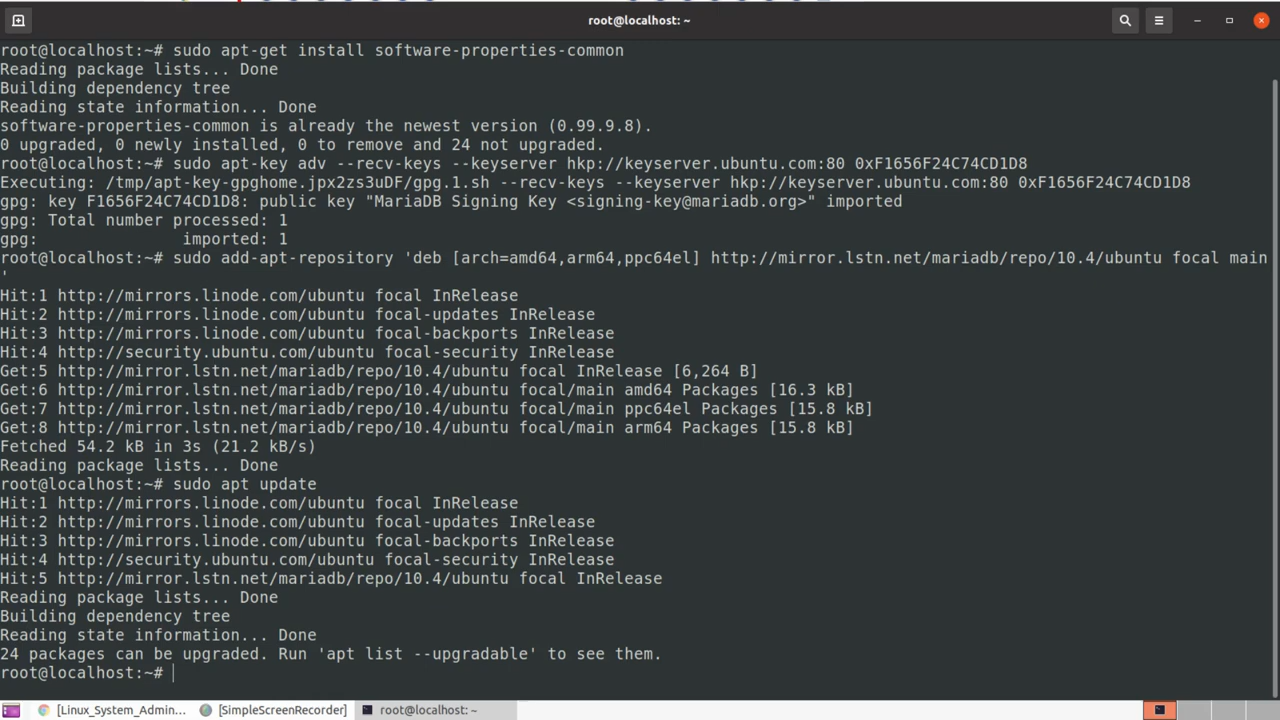 root@localhost: ~
root@localhost:~# sudo apt-get install software-properties-common
Reading package lists... Done
Building dependency tree
Reading state information... Done
software-properties-common is already the newest version (0.99.9.8).
0 upgraded, 0 newly installed, 0 to remove and 24 not upgraded.
root@localhost:~# sudo apt-key adv --recv-keys --keyserver hkp://keyserver.ubuntu.com:80 0xF1656F24C74CD1D8
Executing: /tmp/apt-key-gpghome.jpx2zs3uDF/gpg.1.sh --recv-keys --keyserver hkp://keyserver.ubuntu.com:80 0xF1656F24C74CD1D8
gpg: key F1656F24C74CD1D8: public key "MariaDB Signing Key <signing-key@mariadb.org>" imported
gpg: Total number processed: 1
gpg:               imported: 1
root@localhost:~# sudo add-apt-repository 'deb [arch=amd64,arm64,ppc64el] http://mirror.lstn.net/mariadb/repo/10.4/ubuntu focal main
'
Hit:1 http://mirrors.linode.com/ubuntu focal InRelease
Hit:2 http://mirrors.linode.com/ubuntu focal-updates InRelease
Hit:3 http://mirrors.linode.com/ubuntu focal-backports InRelease
Hit:4 http://security.ubuntu.com/ubuntu focal-security InRelease
Get:5 http://mirror.lstn.net/mariadb/repo/10.4/ubuntu focal InRelease [6,264 B]
Get:6 http://mirror.lstn.net/mariadb/repo/10.4/ubuntu focal/main amd64 Packages [16.3 kB]
Get:7 http://mirror.lstn.net/mariadb/repo/10.4/ubuntu focal/main ppc64el Packages [15.8 kB]
Get:8 http://mirror.lstn.net/mariadb/repo/10.4/ubuntu focal/main arm64 Packages [15.8 kB]
Fetched 54.2 kB in 3s (21.2 kB/s)
Reading package lists... Done
root@localhost:~# sudo apt update
Hit:1 http://mirrors.linode.com/ubuntu focal InRelease
Hit:2 http://mirrors.linode.com/ubuntu focal-updates InRelease
Hit:3 http://mirrors.linode.com/ubuntu focal-backports InRelease
Hit:4 http://security.ubuntu.com/ubuntu focal-security InRelease
Hit:5 http://mirror.lstn.net/mariadb/repo/10.4/ubuntu focal InRelease
Reading package lists... Done
Building dependency tree
Reading state information... Done
24 packages can be upgraded. Run 'apt list --upgradable' to see them.
root@localhost:~#
[Linux_System_Admin... [SimpleScreenRecorder] root@localhost: ~